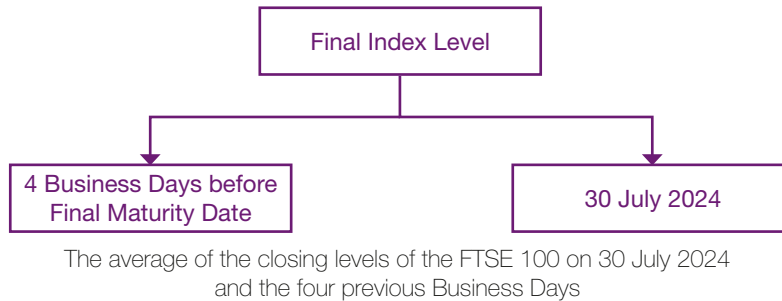 Final Index Level
4 Business Days before
Final Maturity Date
30 July 2024
The average of the closing levels of the FTSE 100 on 30 July 2024
and the four previous Business Days